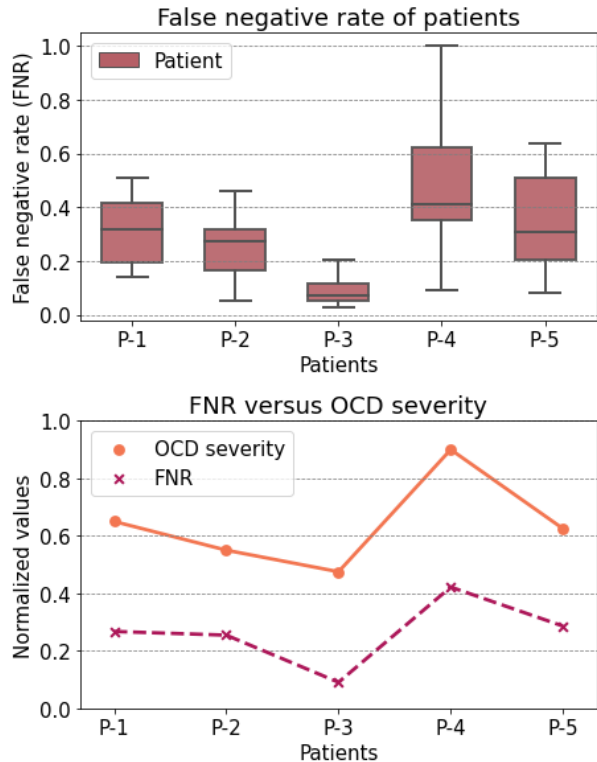 False negative rate of patients
False negative rate (FNR)
1.0
0.8
0.6
0.4
0.2
0.0
Patient
P-1 P-2 P-3 P-4 P-5
Patients
FNR versus OCD severity
Normalized values
1.0
0.8
0.6
0.4
0.2
0.0
OCD severity
FNR
P-1 P-2 P-3 P-4 P-5
Patients